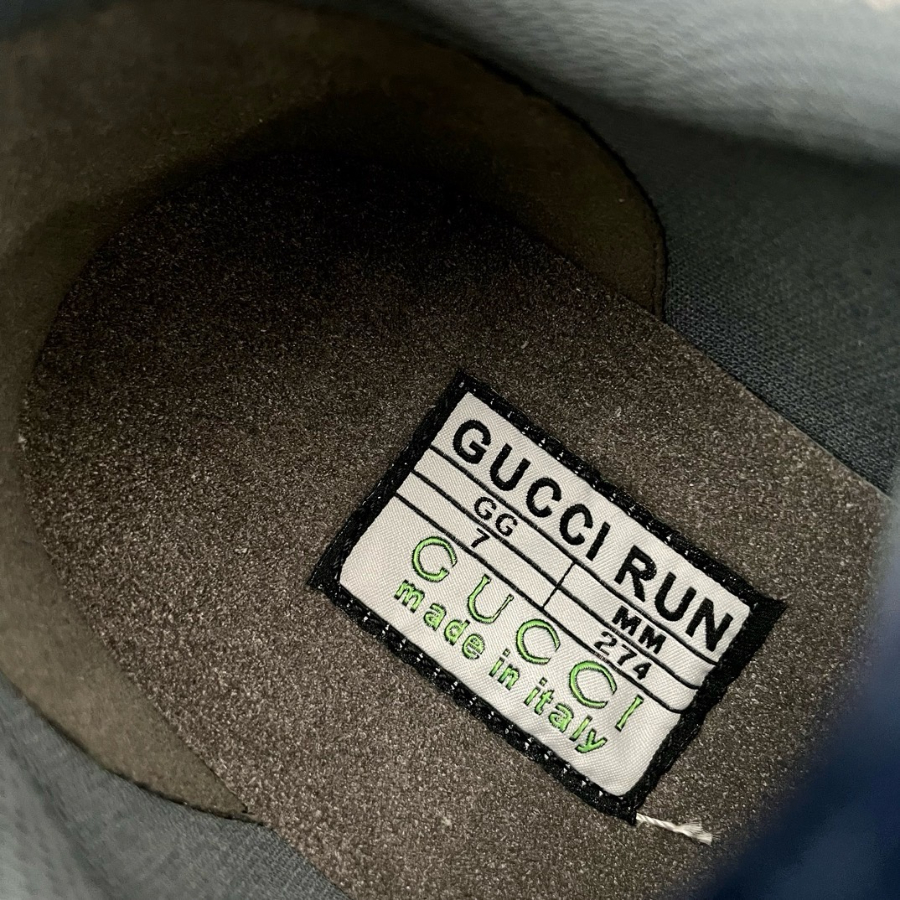 GUCCI RUN
GG MM
7 274
GUCCI
made in italy